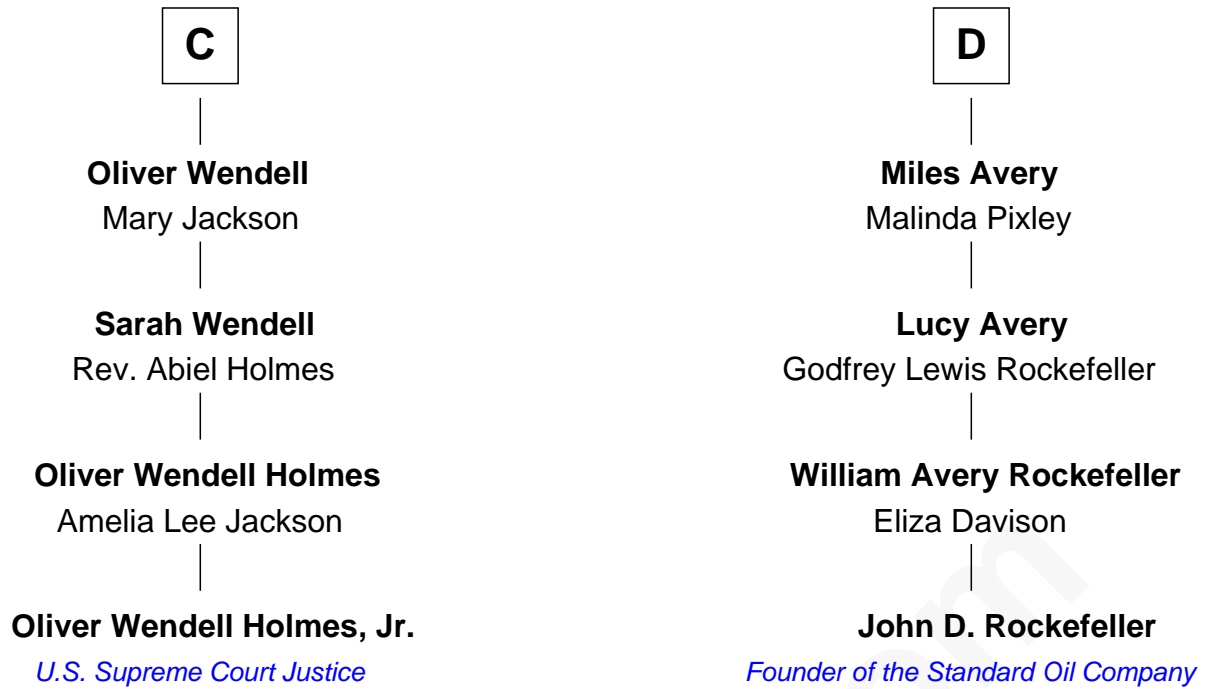 C
Oliver Wendell
Mary Jackson
Sarah Wendell
Rev. Abiel Holmes
Oliver Wendell Holmes
Amelia Lee Jackson
Oliver Wendell Holmes, Jr.
U.S. Supreme Court Justice
D
Miles Avery
Malinda Pixley
Lucy Avery
Godfrey Lewis Rockefeller
William Avery Rockefeller
Eliza Davison
John D. Rockefeller
Founder of the Standard Oil Company